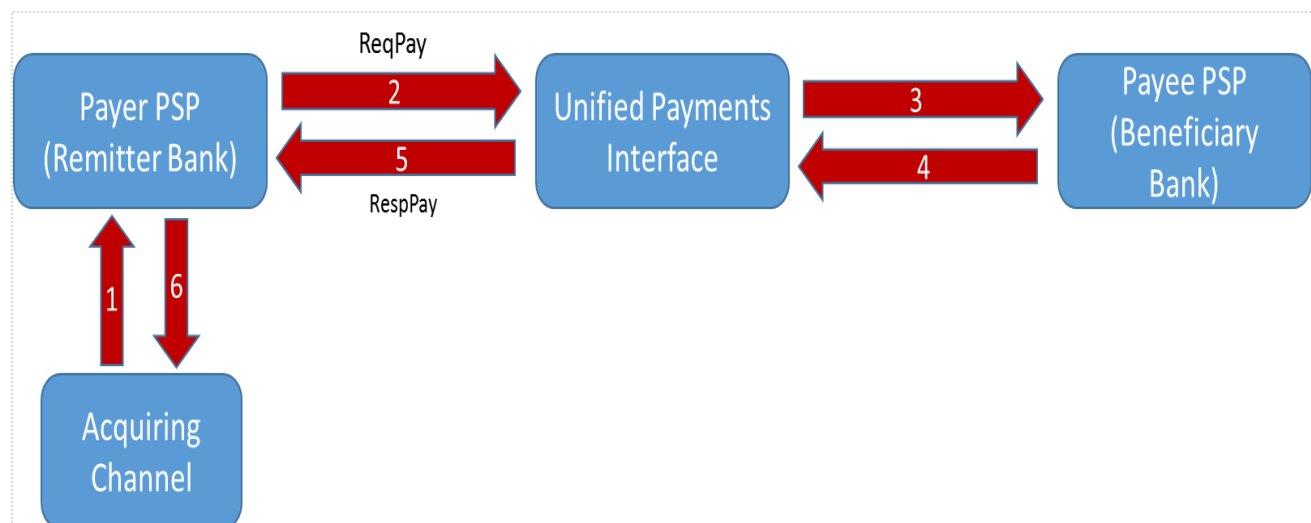 ReqPay
Payer PSP
(Remitter Bank)
2
5
RespPay
Unified Payments
Interface
3
4
Payee PSP
(Beneficiary
Bank)
1
6
Acquiring
Channel